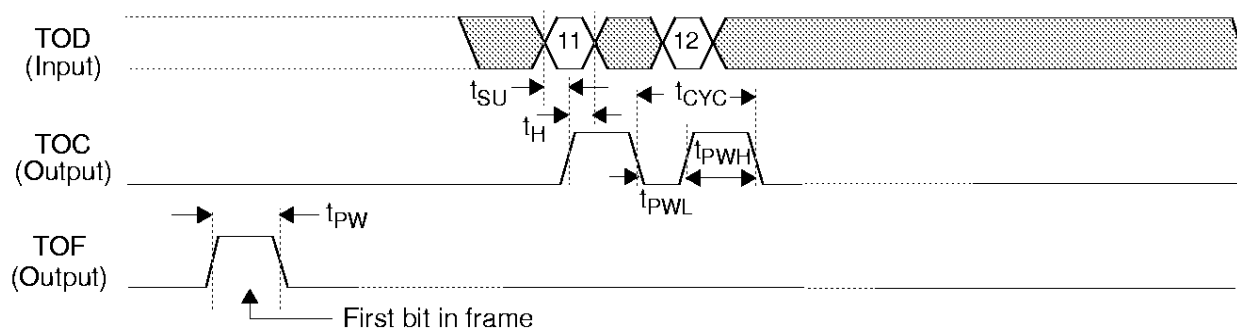 TOD
(Input)
11
12
tSU
tCYC
tH
TOC
(Output)
tPWH
tPWL
tPW
TOF
(Output)
First bit in frame